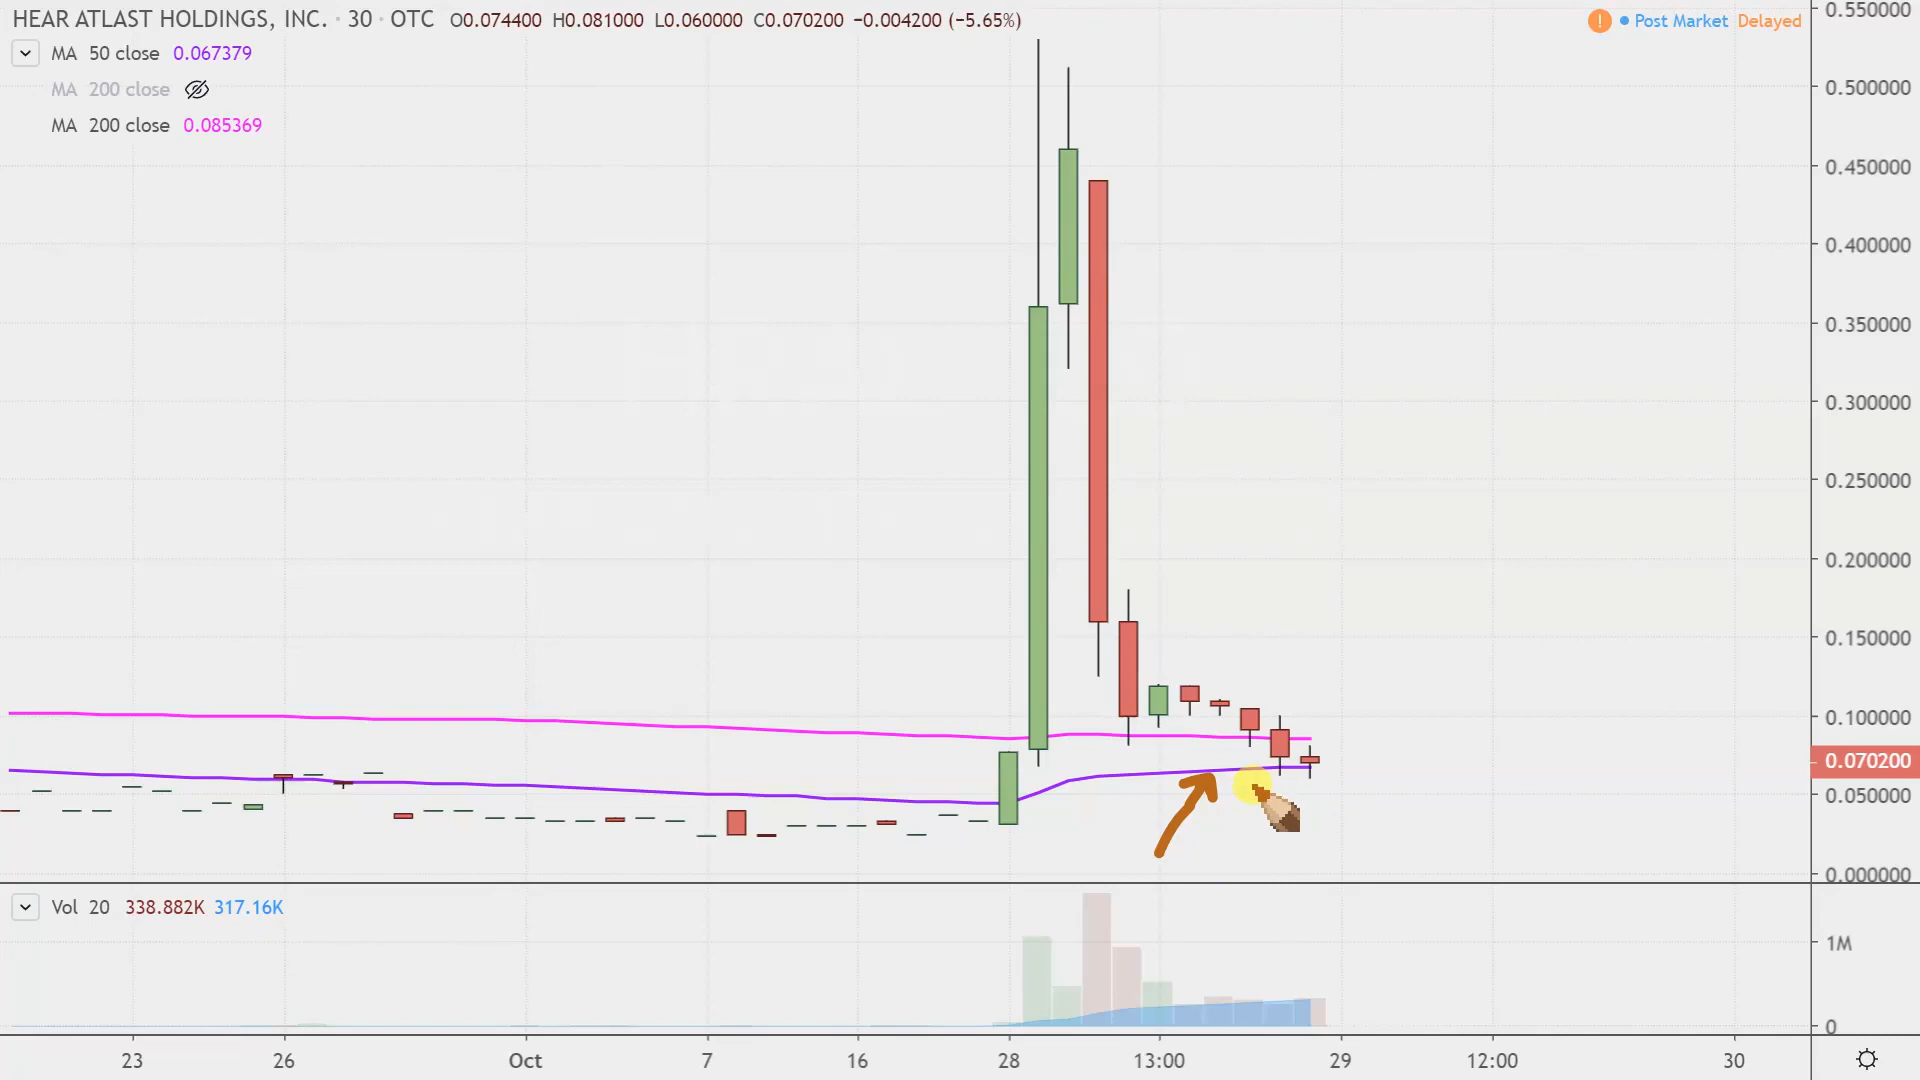 HEAR ATLAST HOLDINGS, INC. · 30 · OTC O0.074400 H0.081000 L0.060000 C0.070200 −0.004200 (−5.65%)
! Post Market Delayed
MA 50 close 0.067379
MA 200 close
MA 200 close 0.085369
0.550000
0.500000
0.450000
0.400000
0.350000
0.300000
0.250000
0.200000
0.150000
0.100000
0.070200
0.050000
0.000000
Vol 20 338.882K 317.16K
1M
0
23 26 Oct 7 16 28 13:00 29 12:00 30